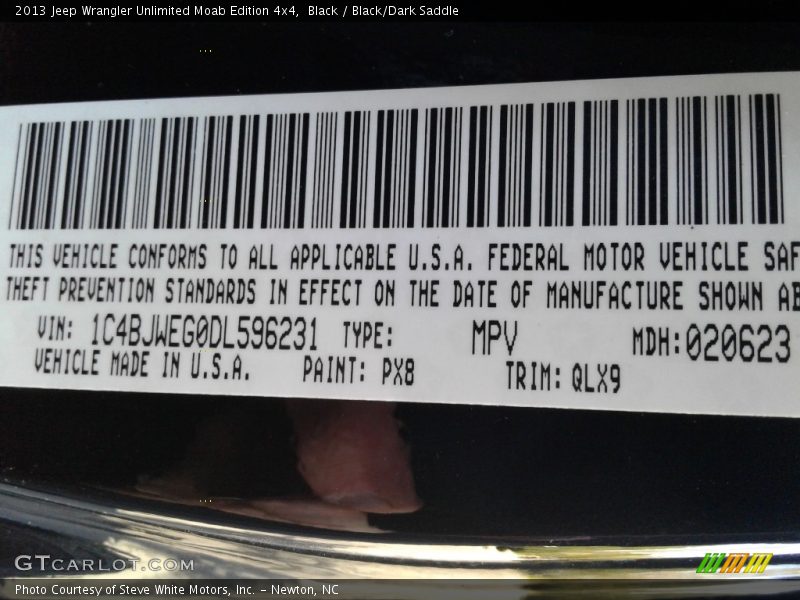 2013 Jeep Wrangler Unlimited Moab Edition 4x4,  Black / Black/Dark Saddle
THIS VEHICLE CONFORMS TO ALL APPLICABLE U.S.A. FEDERAL MOTOR VEHICLE SAF
THEFT PREVENTION STANDARDS IN EFFECT ON THE DATE OF MANUFACTURE SHOWN AB
VIN: 1C4BJWEG0DL596231 TYPE: MPV MDH: 020623
VEHICLE MADE IN U.S.A. PAINT: PX8 TRIM: QLX9
GTCARLOT.COM
Photo Courtesy of Steve White Motors, Inc. – Newton, NC